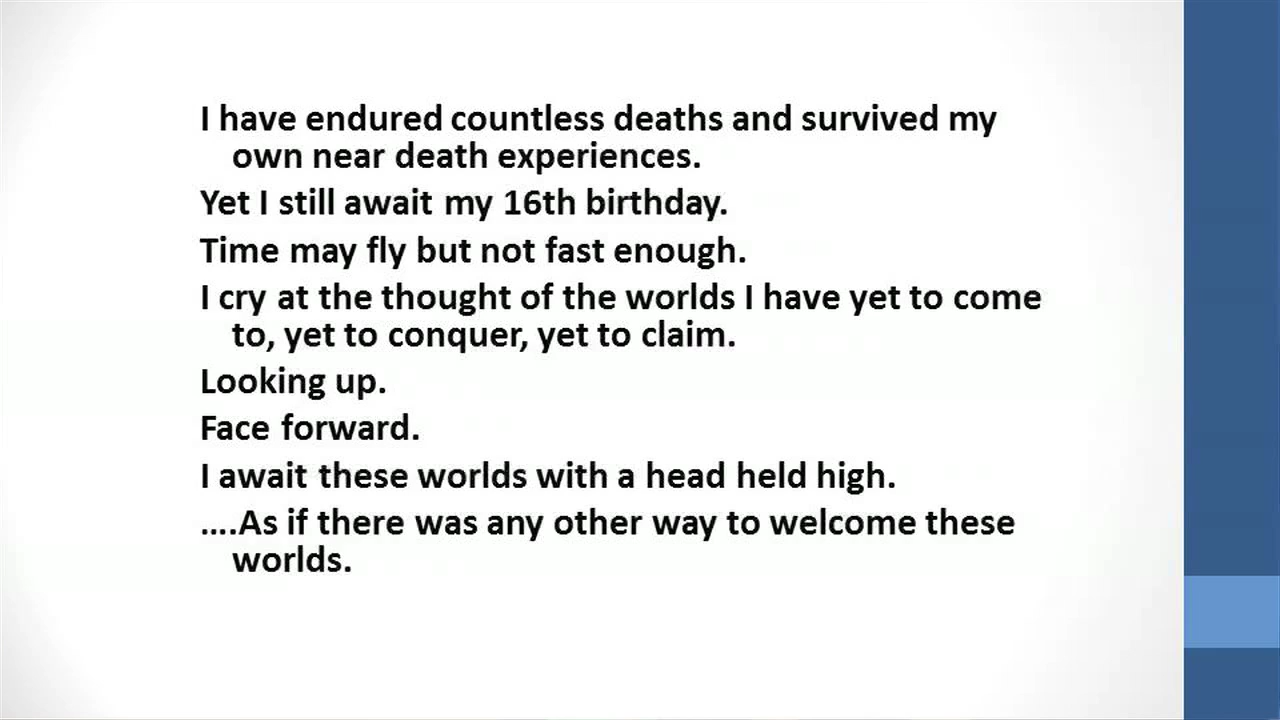 I have endured countless deaths and survived my
own near death experiences.
Yet I still await my 16th birthday.
Time may fly but not fast enough.
I cry at the thought of the worlds I have yet to come
to, yet to conquer, yet to claim.
Looking up.
Face forward.
I await these worlds with a head held high.
....As if there was any other way to welcome these
worlds.